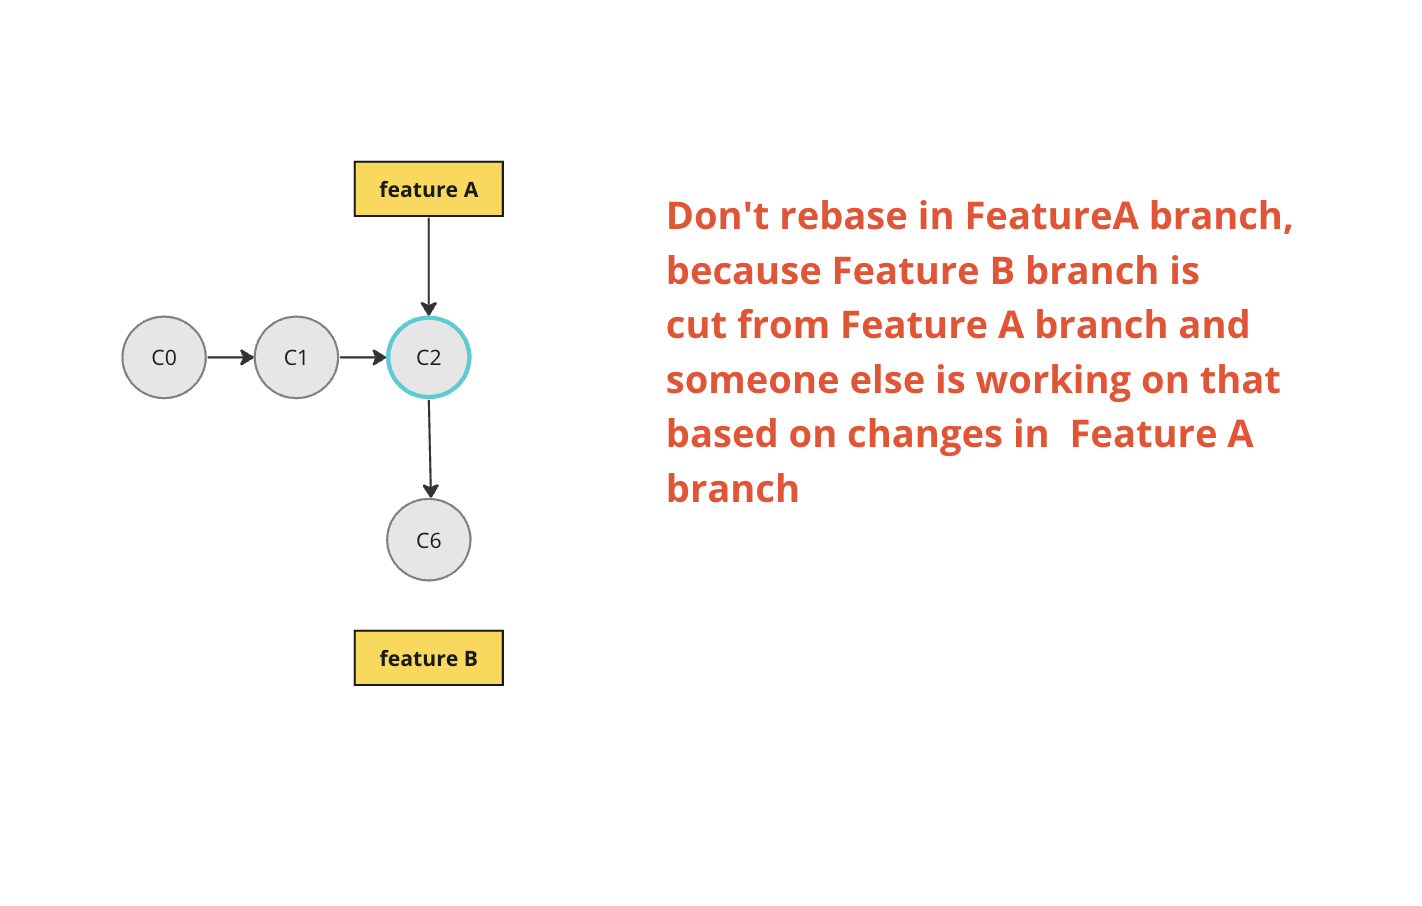 feature A
C0
C1
C2
C6
feature B
Don't rebase in FeatureA branch,
because Feature B branch is
cut from Feature A branch and
someone else is working on that
based on changes in  Feature A
branch